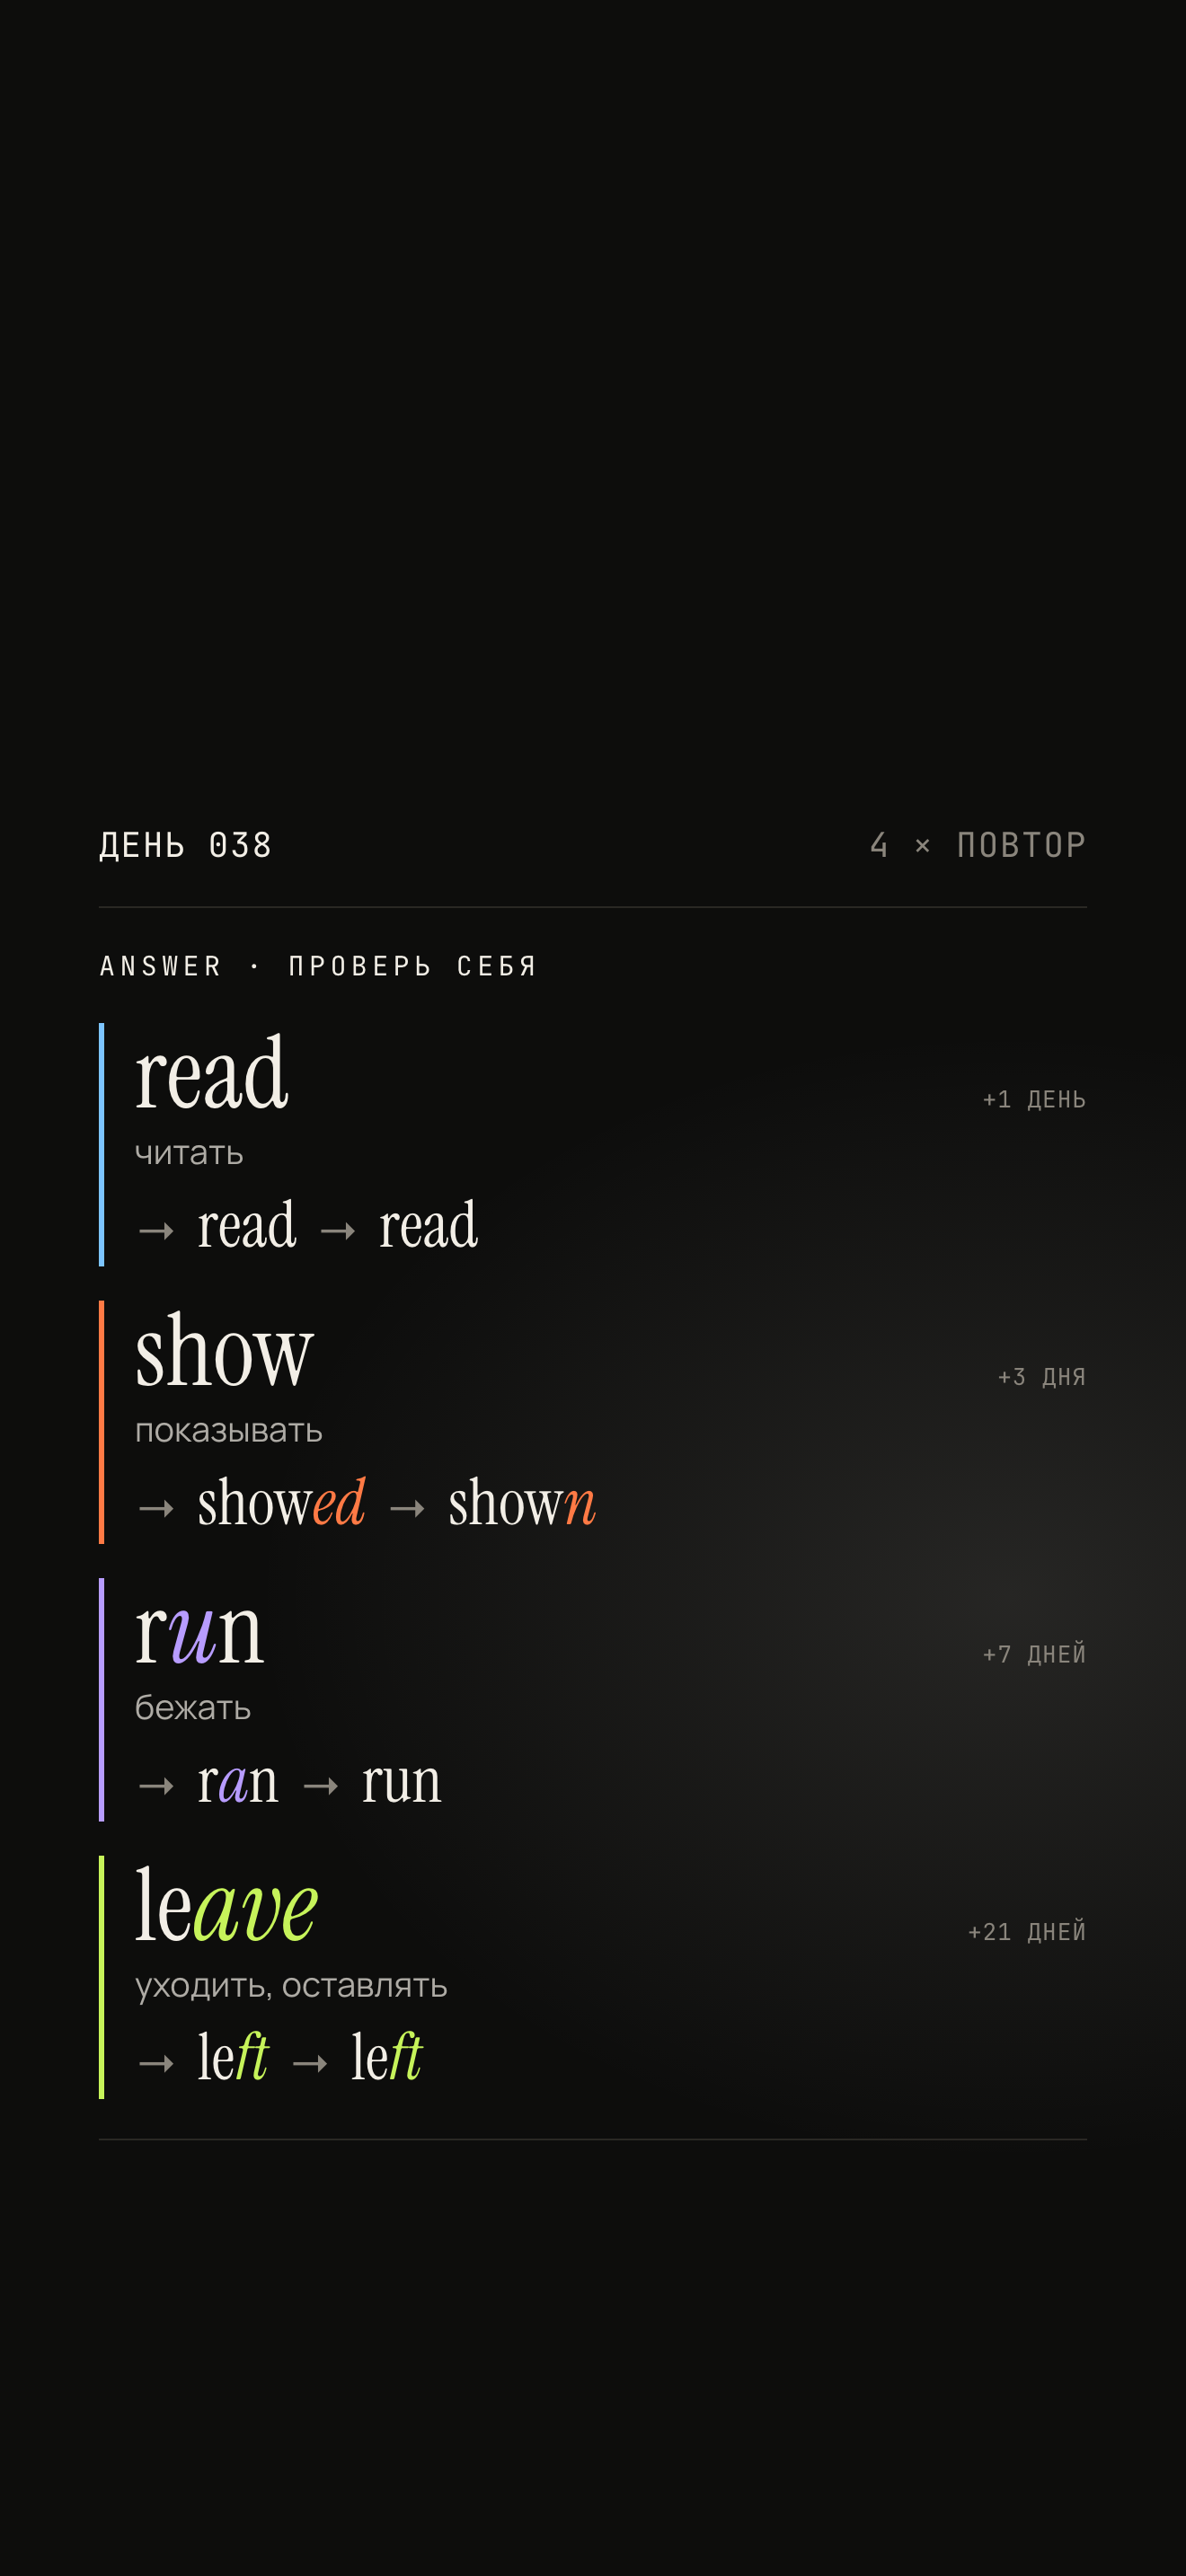 ДЕНЬ 038
4 × ПОВТОР
ANSWER · ПРОВЕРЬ СЕБЯ
read
+1 ДЕНЬ
читать
→ read → read
show
+3 ДНЯ
показывать
→ showed → shown
run
+7 ДНЕЙ
бежать
→ ran → run
leave
+21 ДНЕЙ
уходить, оставлять
→ left → left